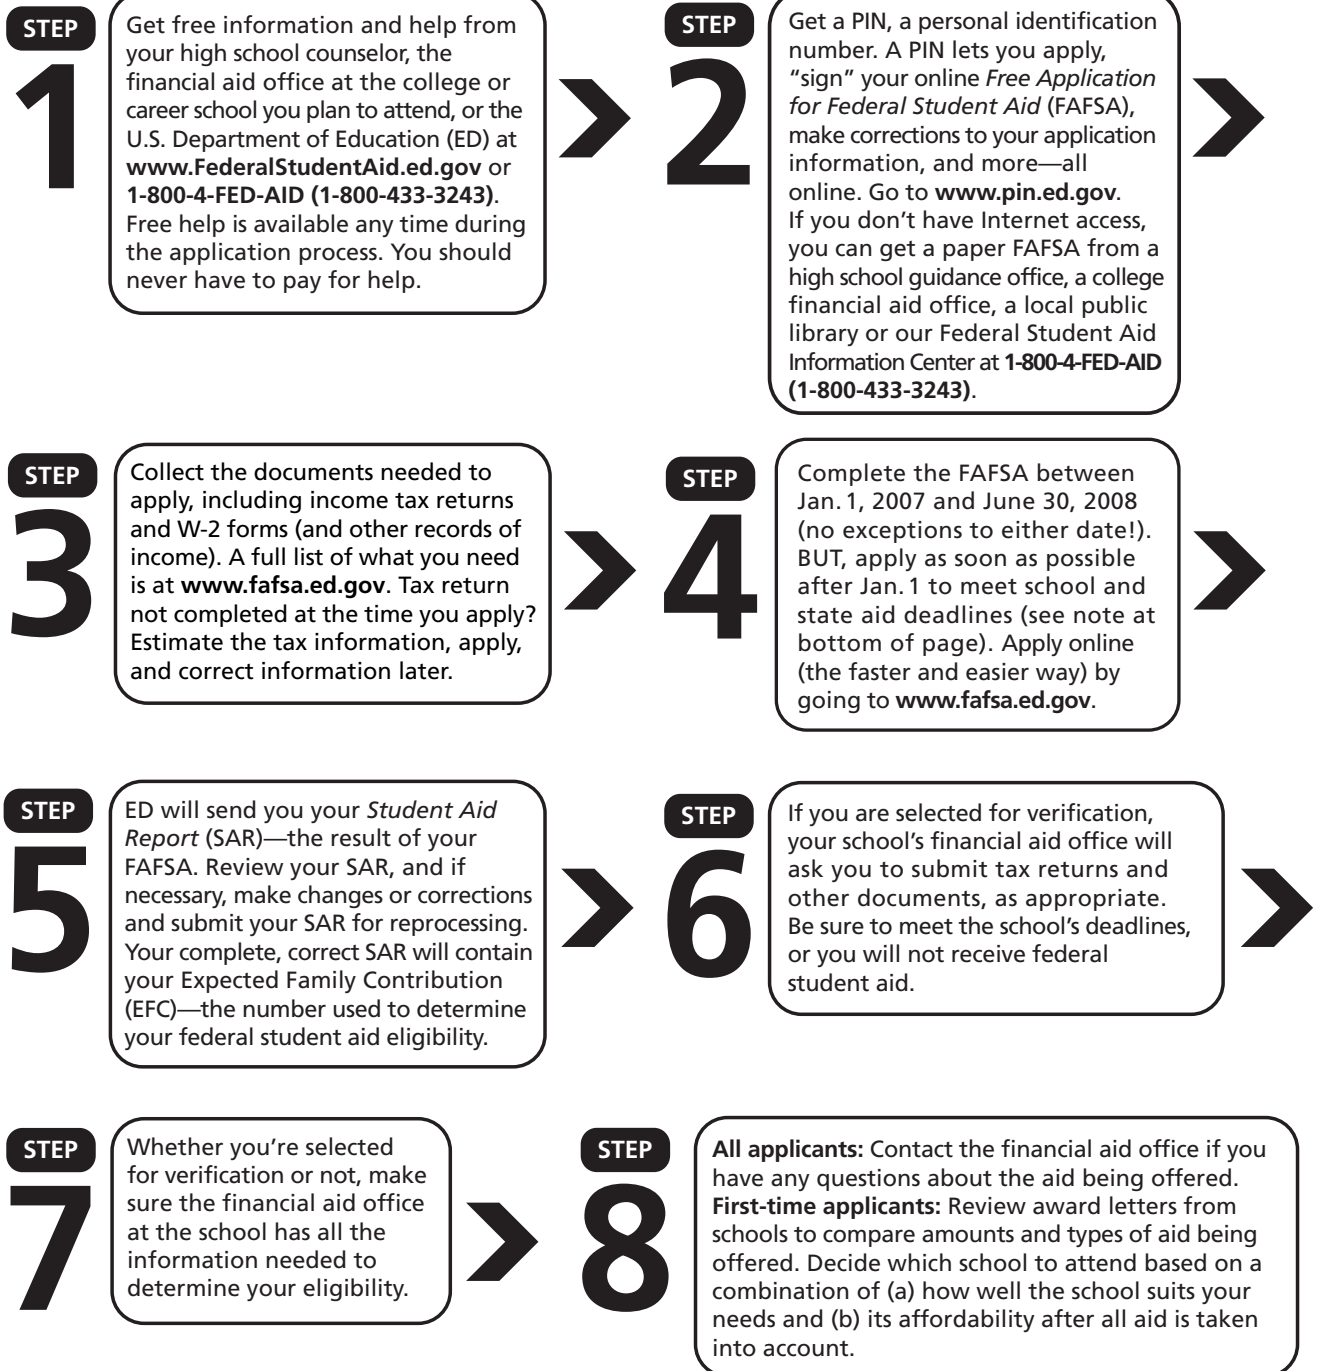 STEP
1
Get free information and help from
your high school counselor, the
financial aid office at the college or
career school you plan to attend, or the
U.S. Department of Education (ED) at
www.FederalStudentAid.ed.gov or
1-800-4-FED-AID (1-800-433-3243).
Free help is available any time during
the application process. You should
never have to pay for help.
STEP
2
Get a PIN, a personal identification
number. A PIN lets you apply,
“sign” your online Free Application
for Federal Student Aid (FAFSA),
make corrections to your application
information, and more—all
online. Go to www.pin.ed.gov.
If you don’t have Internet access,
you can get a paper FAFSA from a
high school guidance office, a college
financial aid office, a local public
library or our Federal Student Aid
Information Center at 1-800-4-FED-AID
(1-800-433-3243).
STEP
3
Collect the documents needed to
apply, including income tax returns
and W-2 forms (and other records of
income). A full list of what you need
is at www.fafsa.ed.gov. Tax return
not completed at the time you apply?
Estimate the tax information, apply,
and correct information later.
STEP
4
Complete the FAFSA between
Jan. 1, 2007 and June 30, 2008
(no exceptions to either date!).
BUT, apply as soon as possible
after Jan. 1 to meet school and
state aid deadlines (see note at
bottom of page). Apply online
(the faster and easier way) by
going to www.fafsa.ed.gov.
STEP
5
ED will send you your Student Aid
Report (SAR)—the result of your
FAFSA. Review your SAR, and if
necessary, make changes or corrections
and submit your SAR for reprocessing.
Your complete, correct SAR will contain
your Expected Family Contribution
(EFC)—the number used to determine
your federal student aid eligibility.
STEP
6
If you are selected for verification,
your school’s financial aid office will
ask you to submit tax returns and
other documents, as appropriate.
Be sure to meet the school’s deadlines,
or you will not receive federal
student aid.
STEP
7
Whether you’re selected
for verification or not, make
sure the financial aid office
at the school has all the
information needed to
determine your eligibility.
STEP
8
All applicants: Contact the financial aid office if you
have any questions about the aid being offered.
First-time applicants: Review award letters from
schools to compare amounts and types of aid being
offered. Decide which school to attend based on a
combination of (a) how well the school suits your
needs and (b) its affordability after all aid is taken
into account.